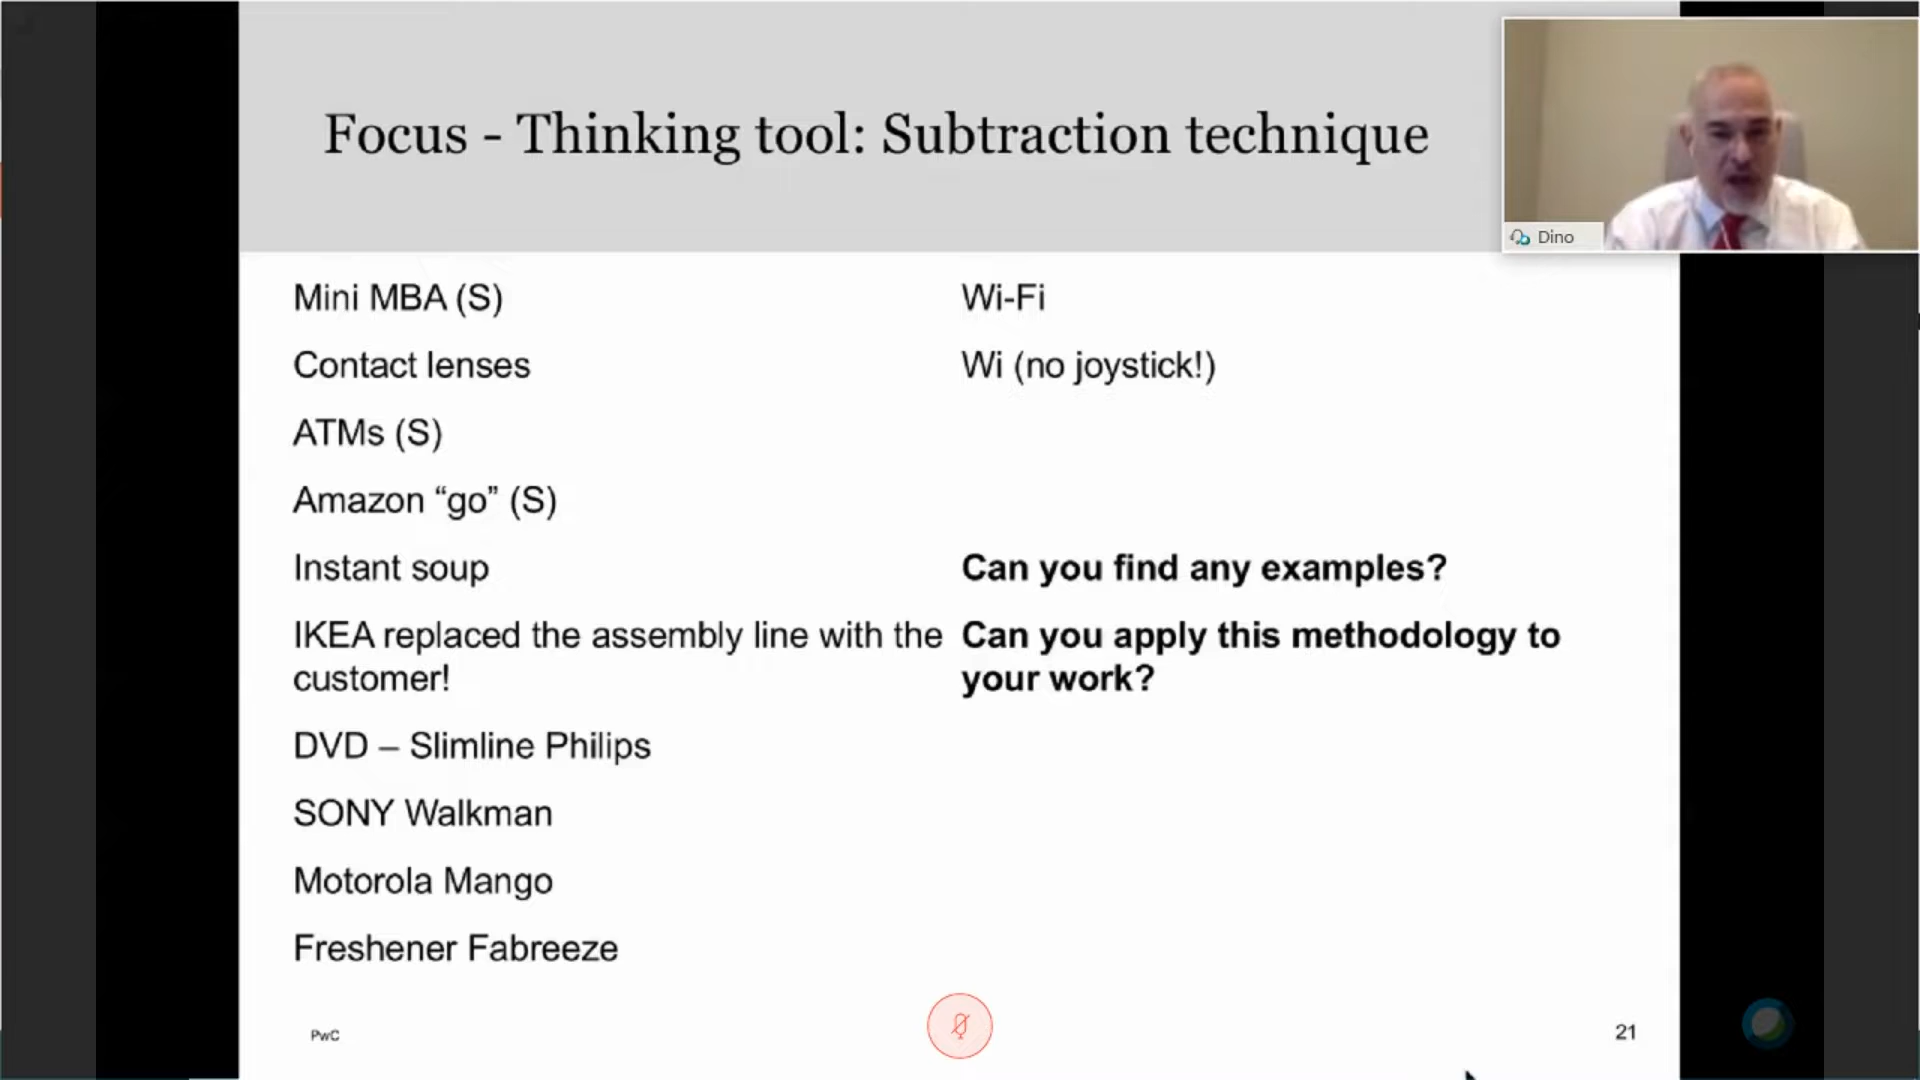 Focus - Thinking tool: Subtraction technique
Dino
Mini MBA (S)
Contact lenses
ATMs (S)
Amazon “go” (S)
Instant soup
IKEA replaced the assembly line with the
customer!
DVD – Slimline Philips
SONY Walkman
Motorola Mango
Freshener Fabreeze
Wi-Fi
Wi (no joystick!)
Can you find any examples?
Can you apply this methodology to
your work?
PwC
21